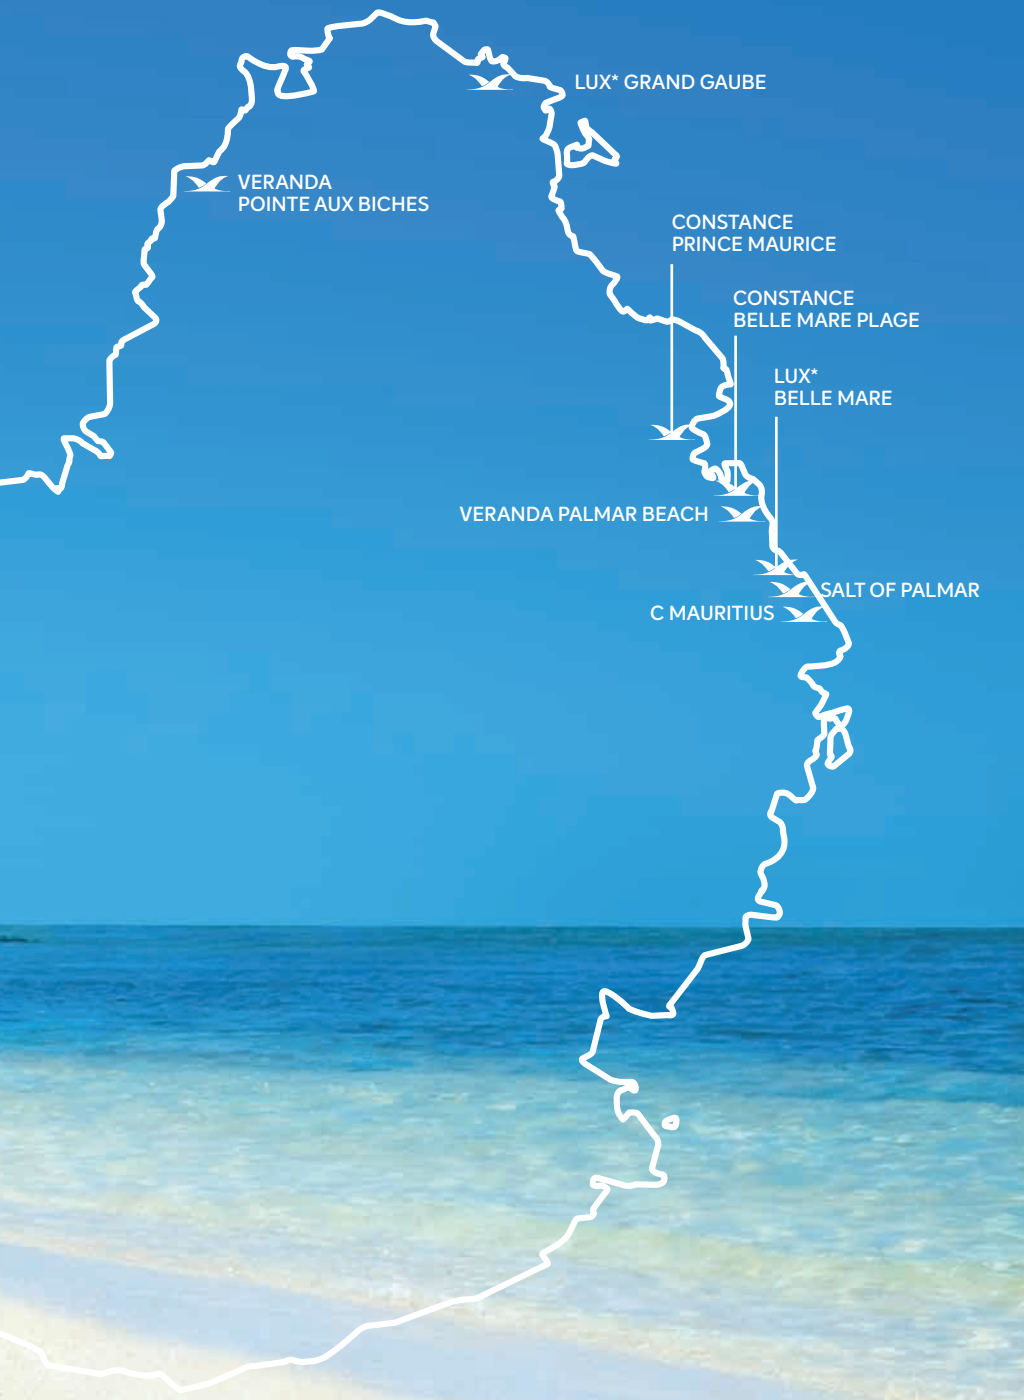 LUX* GRAND GAUBE
VERANDA
POINTE AUX BICHES
CONSTANCE
PRINCE MAURICE
CONSTANCE
BELLE MARE PLAGE
LUX*
BELLE MARE
VERANDA PALMAR BEACH
SALT OF PALMAR
C MAURITIUS